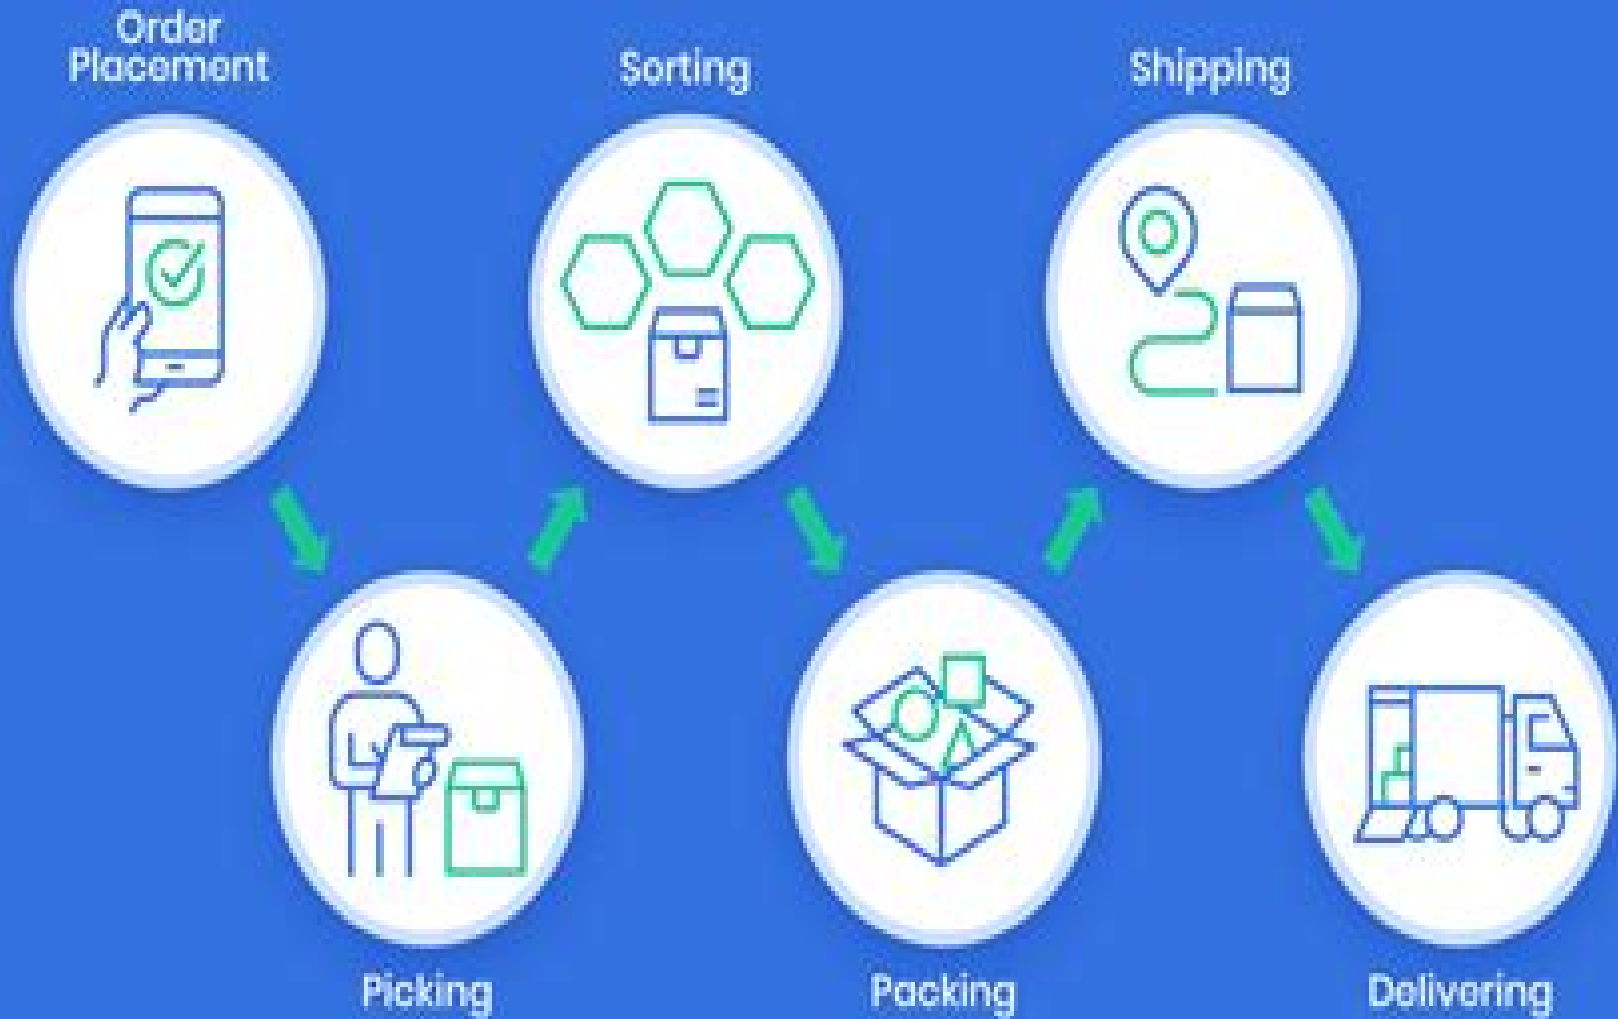 Order
Placement
Sorting
Shipping
Picking
Packing
Delivering